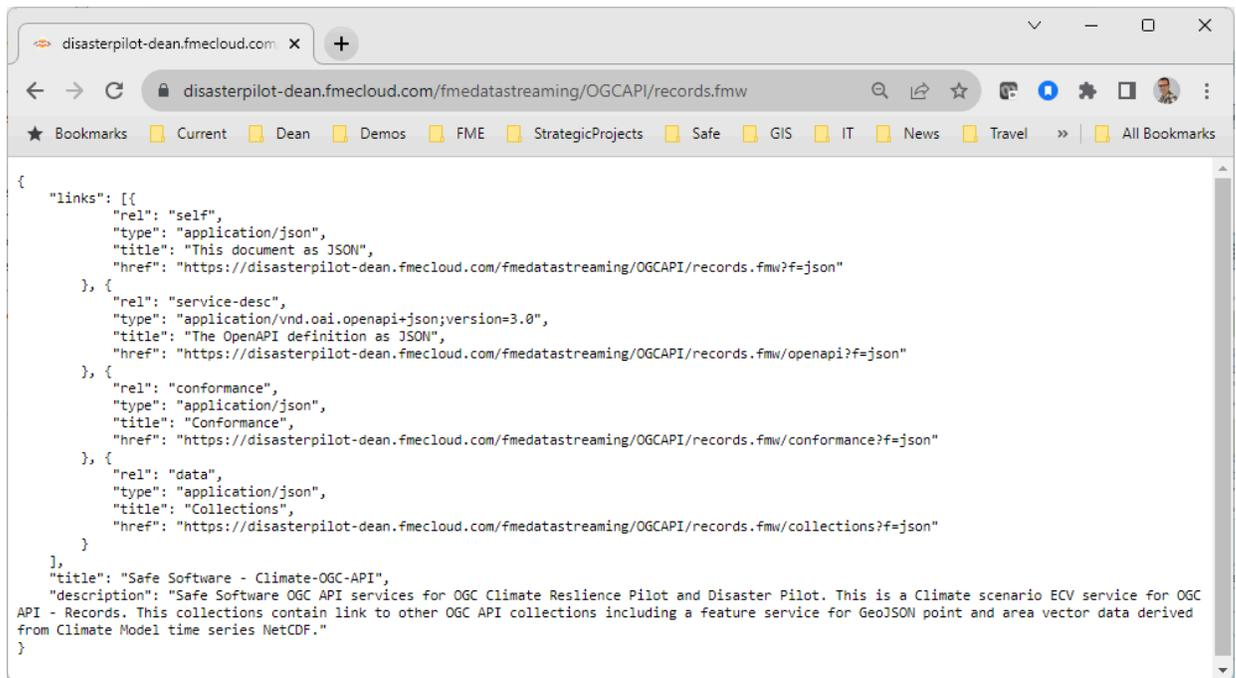 disasterpilot-dean.fmecloud.com
disasterpilot-dean.fmecloud.com/fmedatastreaming/OGCAPI/records.fmw
Bookmarks Current Dean Demos FME StrategicProjects Safe GIS IT News Travel » All Bookmarks
{
"links": [{
"rel": "self",
"type": "application/json",
"title": "This document as JSON",
"href": "https://disasterpilot-dean.fmecloud.com/fmedatastreaming/OGCAPI/records.fmw?f=json"
}, {
"rel": "service-desc",
"type": "application/vnd.oai.openapi+json;version=3.0",
"title": "The OpenAPI definition as JSON",
"href": "https://disasterpilot-dean.fmecloud.com/fmedatastreaming/OGCAPI/records.fmw/openapi?f=json"
}, {
"rel": "conformance",
"type": "application/json",
"title": "Conformance",
"href": "https://disasterpilot-dean.fmecloud.com/fmedatastreaming/OGCAPI/records.fmw/conformance?f=json"
}, {
"rel": "data",
"type": "application/json",
"title": "Collections",
"href": "https://disasterpilot-dean.fmecloud.com/fmedatastreaming/OGCAPI/records.fmw/collections?f=json"
}
],
"title": "Safe Software - Climate-OGC-API",
"description": "Safe Software OGC API services for OGC Climate Reslience Pilot and Disaster Pilot. This is a Climate scenario ECV service for OGC
API - Records. This collections contain link to other OGC API collections including a feature service for GeoJSON point and area vector data derived
from Climate Model time series NetCDF."
}